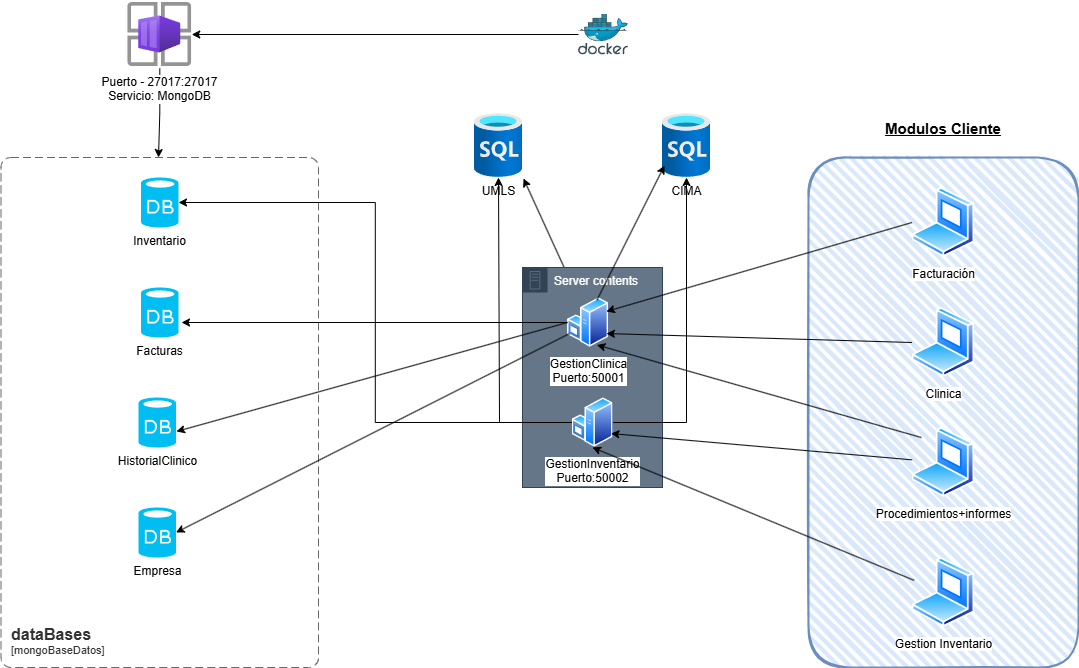 docker
Puerto - 27017:27017
Servicio: MongoDB
SQL
UMLS
SQL
CIMA
Modulos Cliente
DB
Inventario
DB
Facturas
DB
HistorialClinico
DB
Empresa
dataBases
[mongoBaseDatos]
Server contents
GestionClinica
Puerto:50001
GestionInventario
Puerto:50002
Facturación
Clinica
Procedimientos+informes
Gestion Inventario